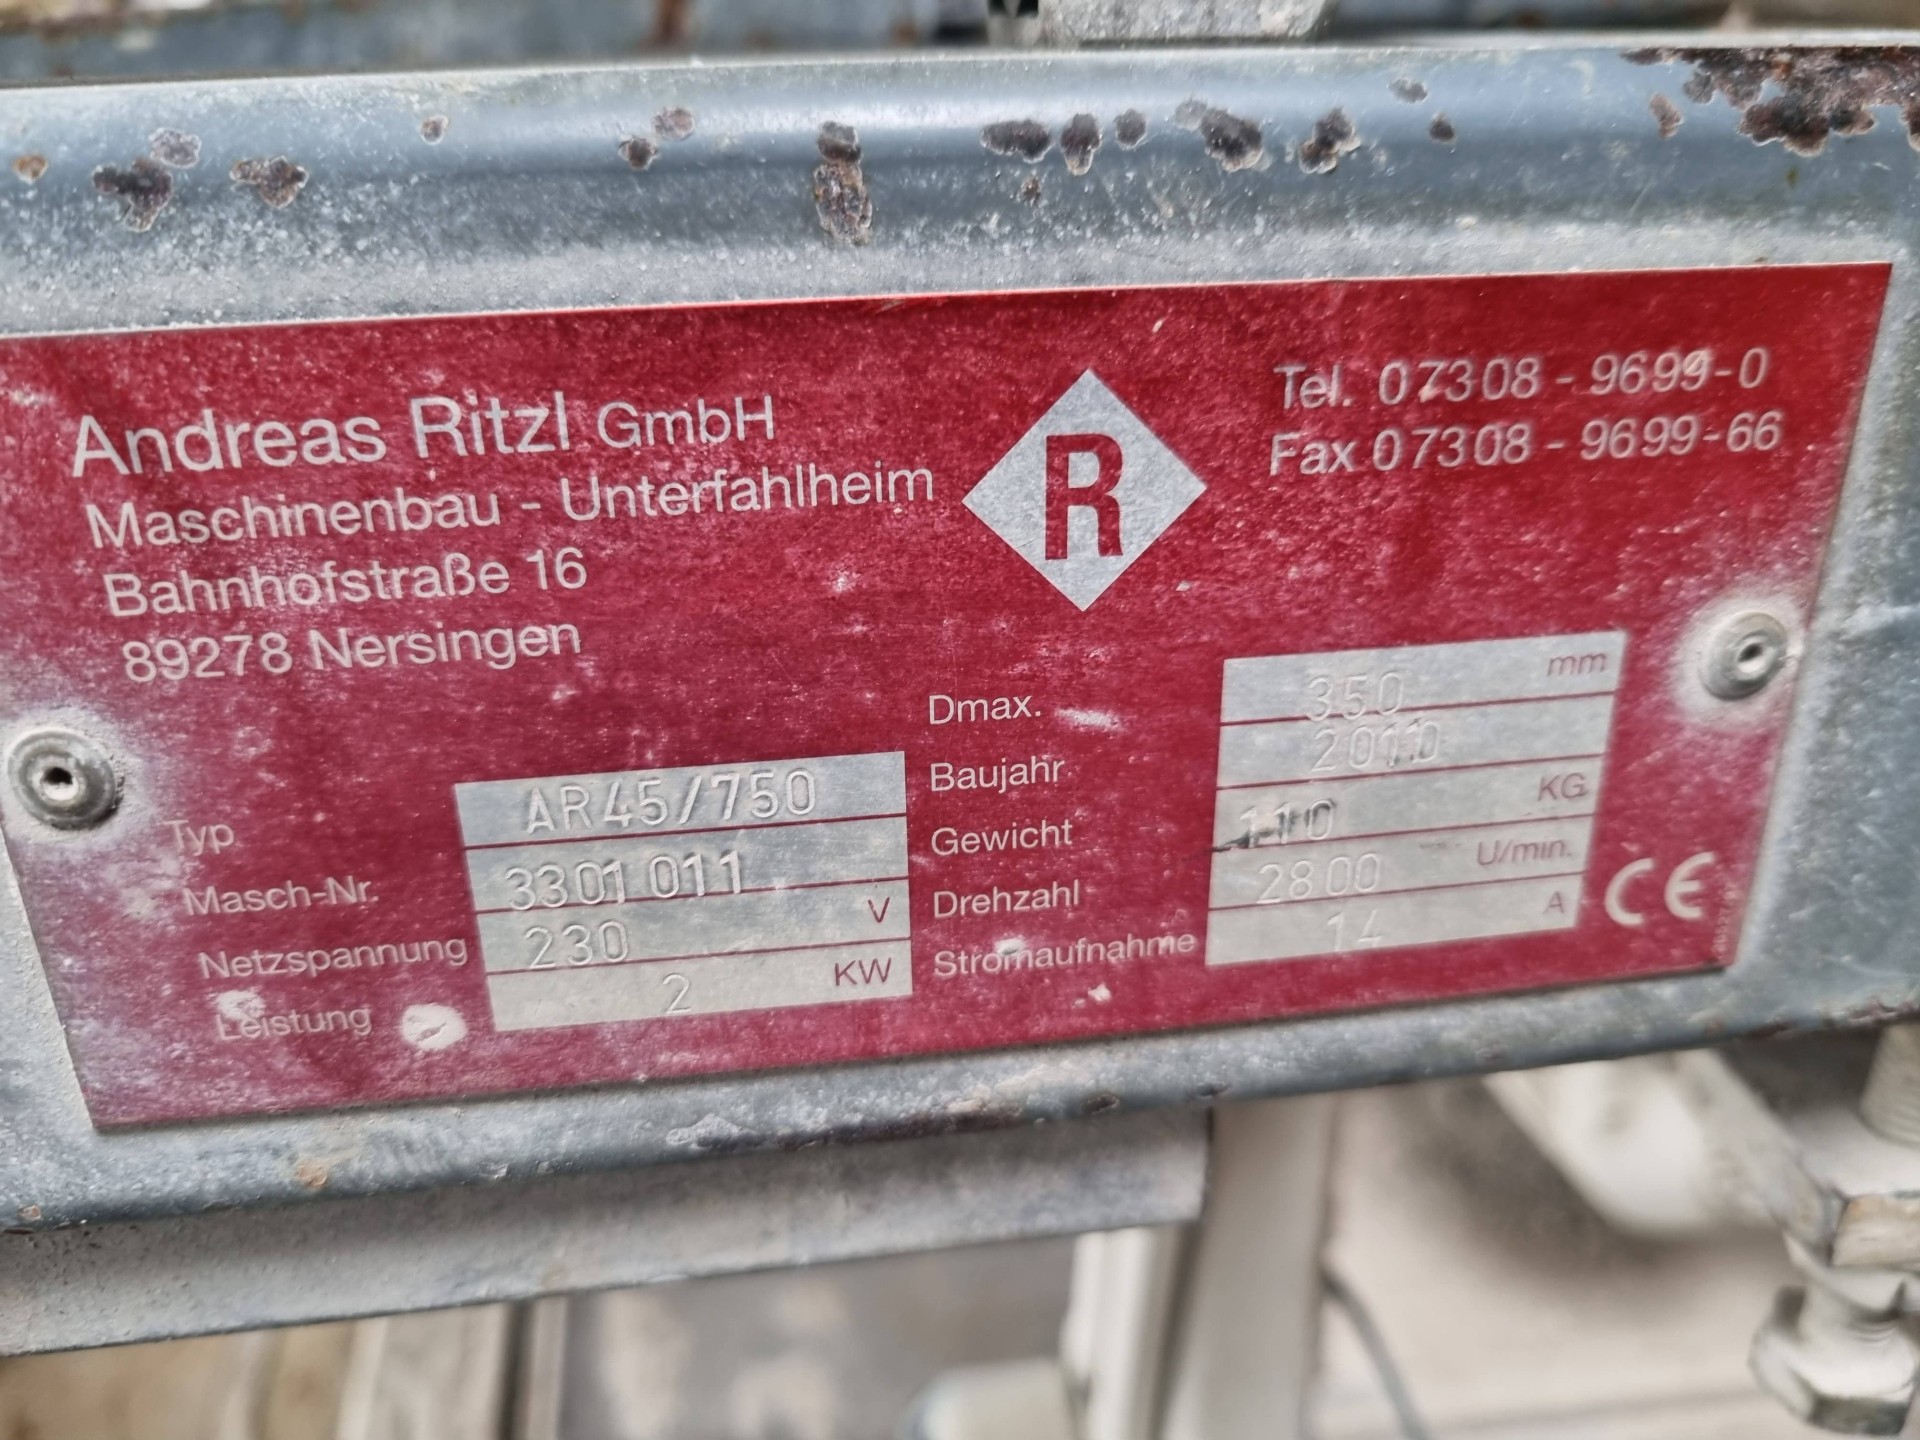 Andreas Ritzl GmbH
Maschinenbau - Unterfahlheim
Bahnhofstraße 16
89278 Nersingen
R
Tel. 07308 - 9699-0
Fax 07308 - 9699-66
Typ AR45/750
Masch-Nr. 3301 011
Netzspannung 230 V
Leistung 2 KW
Dmax. 350 mm
Baujahr 2010
Gewicht 110 KG
Drehzahl 2800 U/min.
Stromaufnahme 14 A
CE